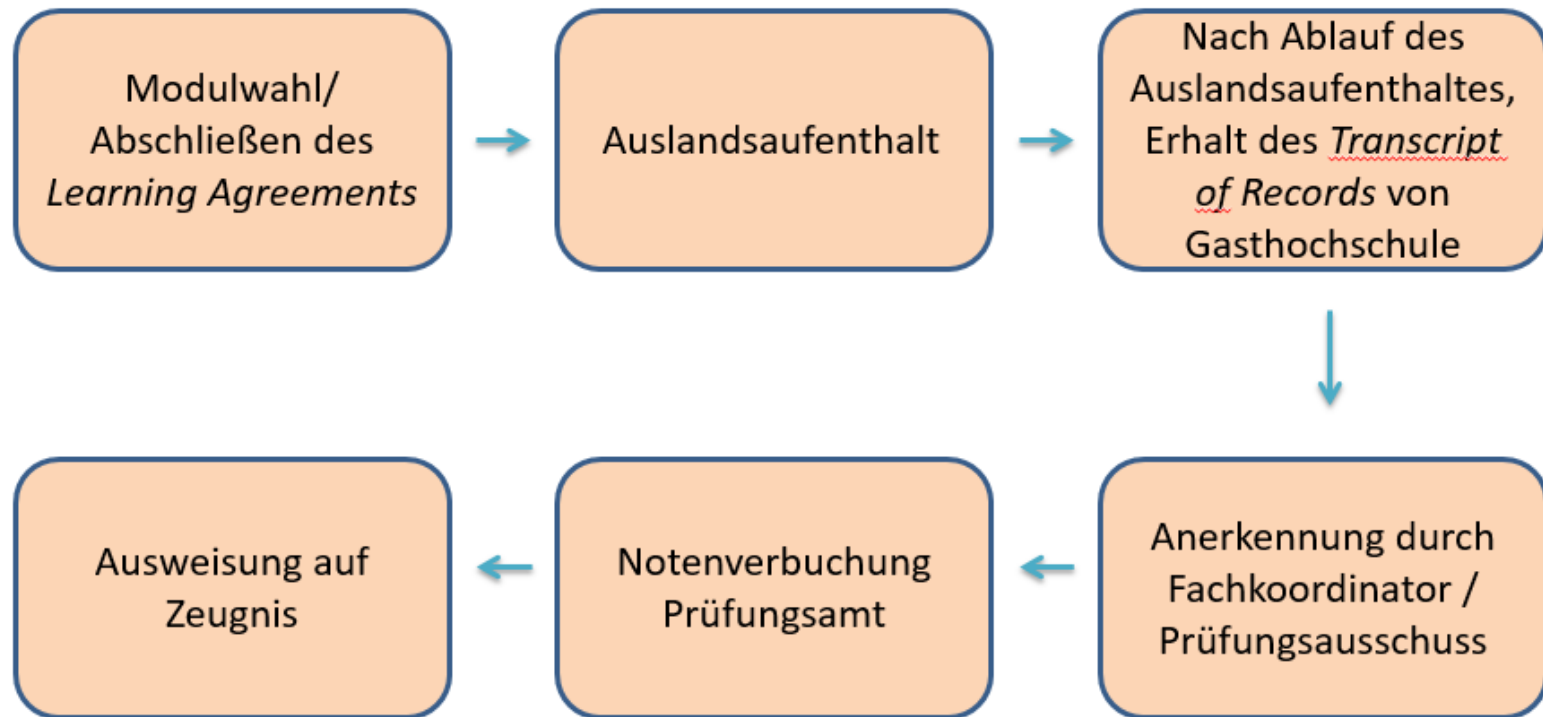 Modulwahl/
Abschließen des
Learning Agreements
Auslandsaufenthalt
Nach Ablauf des
Auslandsaufenthaltes,
Erhalt des Transcript
of Records von
Gasthochschule
Anerkennung durch
Fachkoordinator /
Prüfungsausschuss
Notenverbuchung
Prüfungsamt
Ausweisung auf
Zeugnis